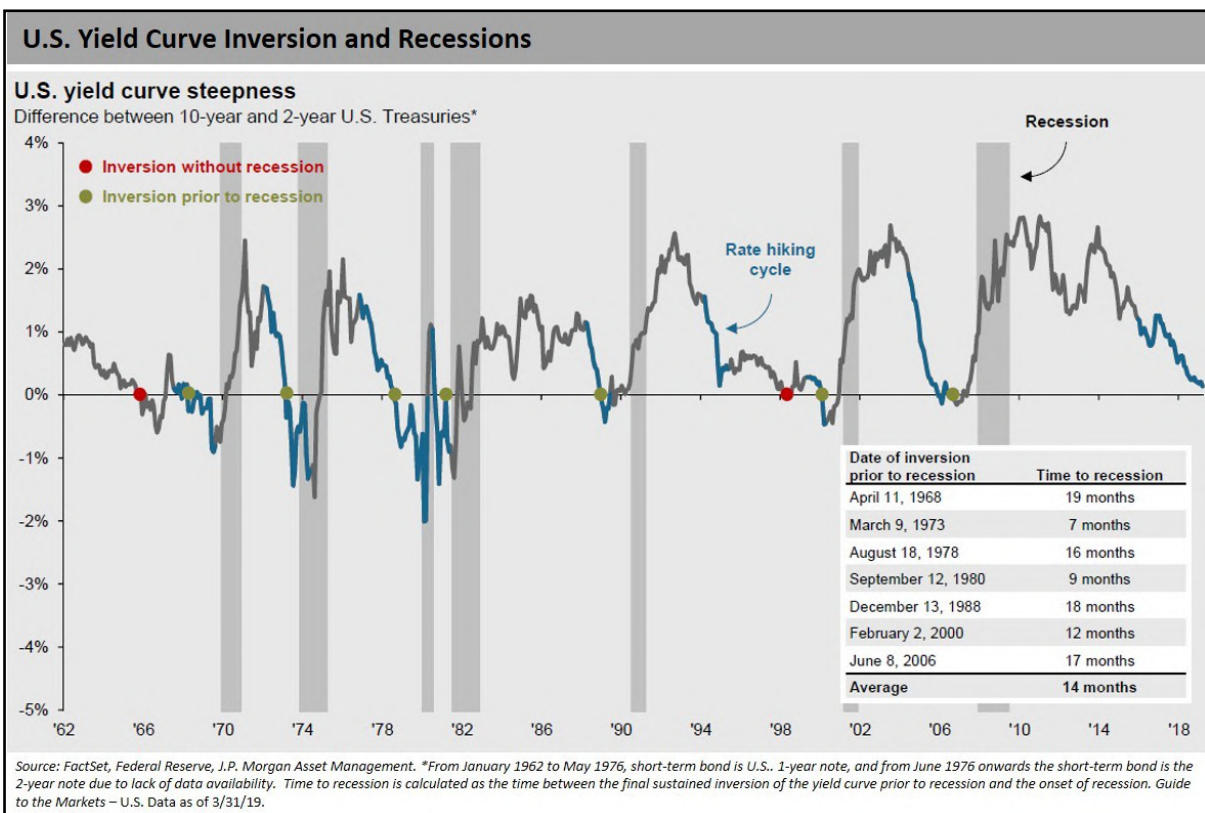 U.S. Yield Curve Inversion and Recessions
U.S. yield curve steepness
Difference between 10-year and 2-year U.S. Treasuries*
4%
3%
2%
1%
0%
-1%
-2%
-3%
-4%
-5%
Inversion without recession
Inversion prior to recession
Recession
Rate hiking
cycle
Date of inversion
prior to recession Time to recession
April 11, 1968 19 months
March 9, 1973 7 months
August 18, 1978 16 months
September 12, 1980 9 months
December 13, 1988 18 months
February 2, 2000 12 months
June 8, 2006 17 months
Average 14 months
'62 '66 '70 '74 '78 '82 '86 '90 '94 '98 '02 '06 '10 '14 '18
Source: FactSet, Federal Reserve, J.P. Morgan Asset Management. *From January 1962 to May 1976, short-term bond is U.S.. 1-year note, and from June 1976 onwards the short-term bond is the
2-year note due to lack of data availability. Time to recession is calculated as the time between the final sustained inversion of the yield curve prior to recession and the onset of recession. Guide
to the Markets – U.S. Data as of 3/31/19.